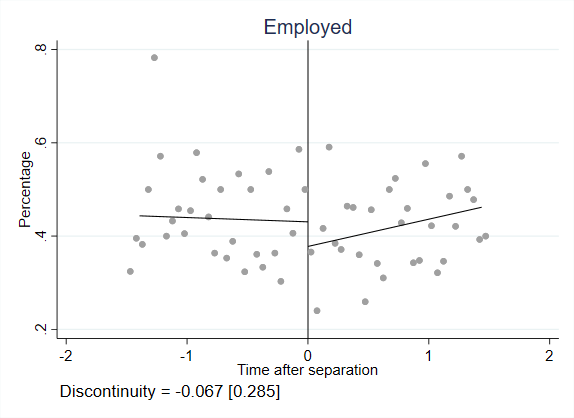 Employed
Percentage
.8
.6
.4
.2
-2 -1 0 1 2
Time after separation
Discontinuity = -0.067 [0.285]